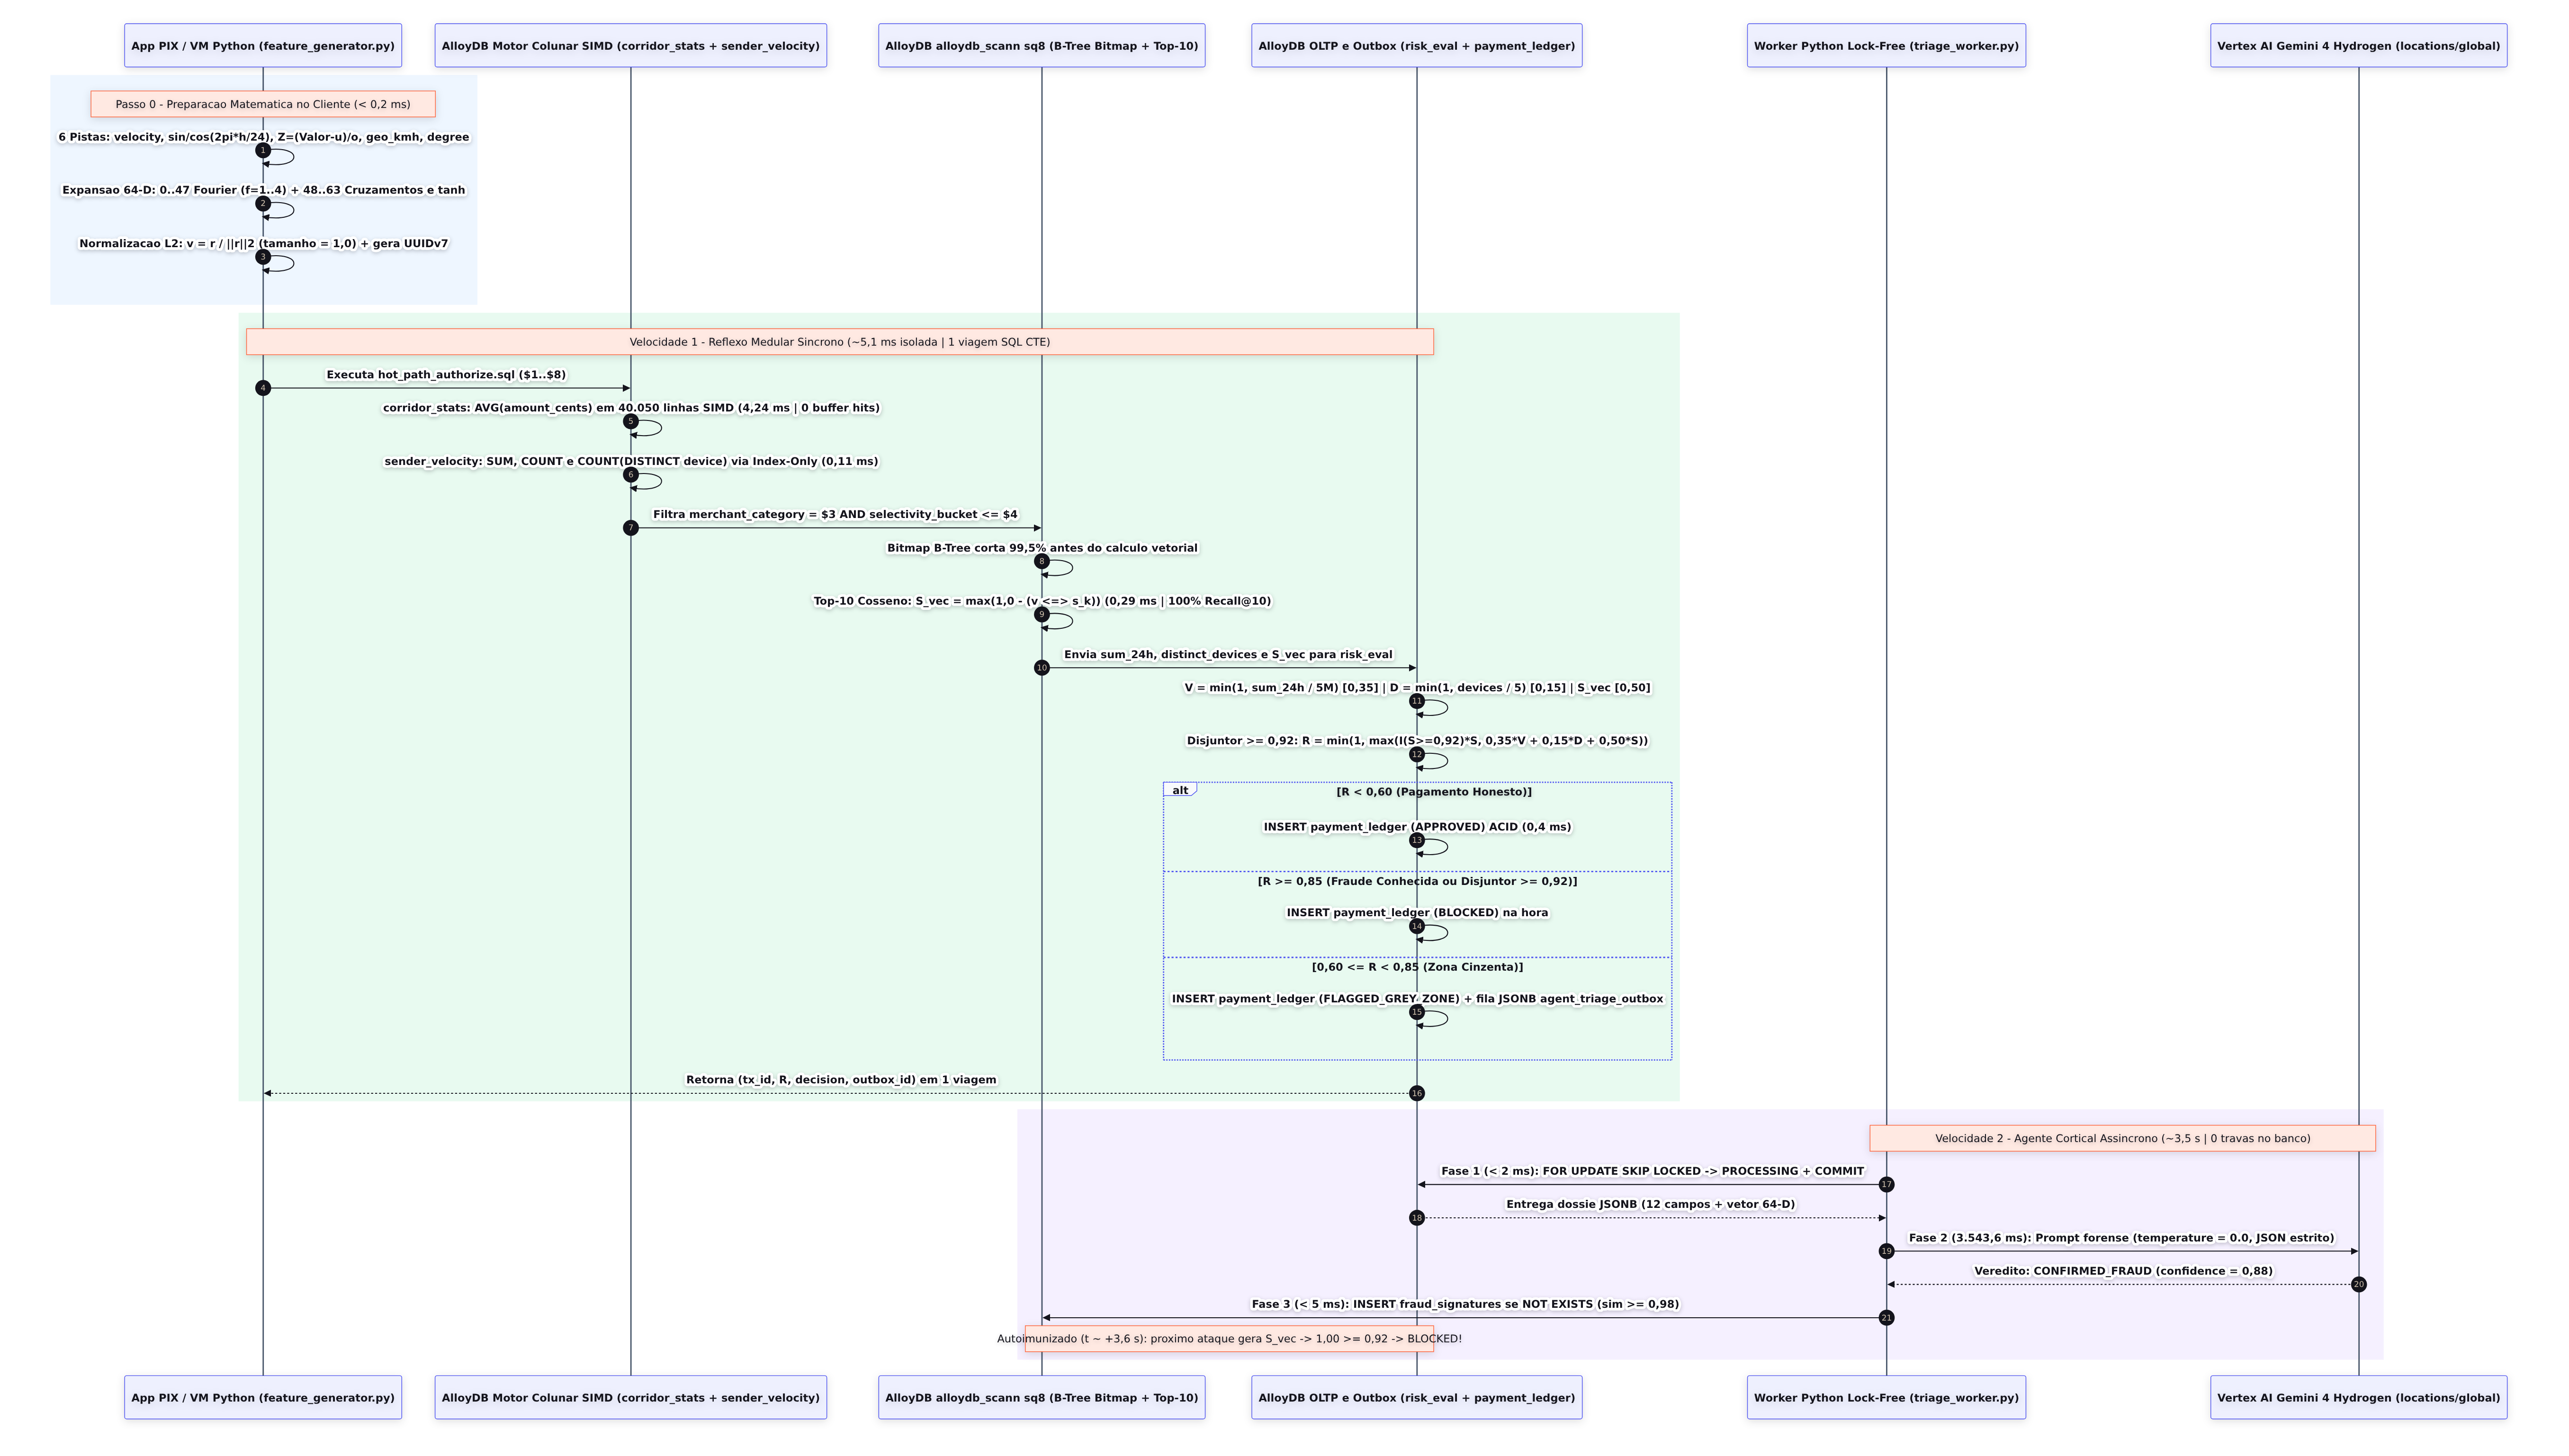 App PIX / VM Python (feature_generator.py)
AlloyDB Motor Colunar SIMD (corridor_stats + sender_velocity)
AlloyDB alloydb_scann sq8 (B-Tree Bitmap + Top-10)
AlloyDB OLTP e Outbox (risk_eval + payment_ledger)
Worker Python Lock-Free (triage_worker.py)
Vertex AI Gemini 4 Hydrogen (locations/global)
Passo 0 - Preparacao Matematica no Cliente (< 0,2 ms)
6 Pistas: velocity, sin/cos(2pi*h/24), Z=(Valor-u)/o, geo_kmh, degree
1
Expansao 64-D: 0..47 Fourier (f=1..4) + 48..63 Cruzamentos e tanh
2
Normalizacao L2: v = r / ||r||2 (tamanho = 1,0) + gera UUIDv7
3
Velocidade 1 - Reflexo Medular Sincrono (~5,1 ms isolada | 1 viagem SQL CTE)
Executa hot_path_authorize.sql ($1..$8)
4
corridor_stats: AVG(amount_cents) em 40.050 linhas SIMD (4,24 ms | 0 buffer hits)
5
sender_velocity: SUM, COUNT e COUNT(DISTINCT device) via Index-Only (0,11 ms)
6
Filtra merchant_category = $3 AND selectivity_bucket <= $4
7
Bitmap B-Tree corta 99,5% antes do calculo vetorial
8
Top-10 Cosseno: S_vec = max(1,0 - (v <=> s_k)) (0,29 ms | 100% Recall@10)
9
Envia sum_24h, distinct_devices e S_vec para risk_eval
10
V = min(1, sum_24h / 5M) [0,35] | D = min(1, devices / 5) [0,15] | S_vec [0,50]
11
Disjuntor >= 0,92: R = min(1, max(I(S>=0,92)*S, 0,35*V + 0,15*D + 0,50*S))
12
alt
[R < 0,60 (Pagamento Honesto)]
INSERT payment_ledger (APPROVED) ACID (0,4 ms)
13
[R >= 0,85 (Fraude Conhecida ou Disjuntor >= 0,92)]
INSERT payment_ledger (BLOCKED) na hora
14
[0,60 <= R < 0,85 (Zona Cinzenta)]
INSERT payment_ledger (FLAGGED_GREY_ZONE) + fila JSONB agent_triage_outbox
15
Retorna (tx_id, R, decision, outbox_id) em 1 viagem
16
Velocidade 2 - Agente Cortical Assincrono (~3,5 s | 0 travas no banco)
Fase 1 (< 2 ms): FOR UPDATE SKIP LOCKED -> PROCESSING + COMMIT
17
Entrega dossie JSONB (12 campos + vetor 64-D)
18
Fase 2 (3.543,6 ms): Prompt forense (temperature = 0.0, JSON estrito)
19
Veredito: CONFIRMED_FRAUD (confidence = 0,88)
20
Fase 3 (< 5 ms): INSERT fraud_signatures se NOT EXISTS (sim >= 0,98)
21
Autoimunizado (t ~ +3,6 s): proximo ataque gera S_vec -> 1,00 >= 0,92 -> BLOCKED!
App PIX / VM Python (feature_generator.py)
AlloyDB Motor Colunar SIMD (corridor_stats + sender_velocity)
AlloyDB alloydb_scann sq8 (B-Tree Bitmap + Top-10)
AlloyDB OLTP e Outbox (risk_eval + payment_ledger)
Worker Python Lock-Free (triage_worker.py)
Vertex AI Gemini 4 Hydrogen (locations/global)